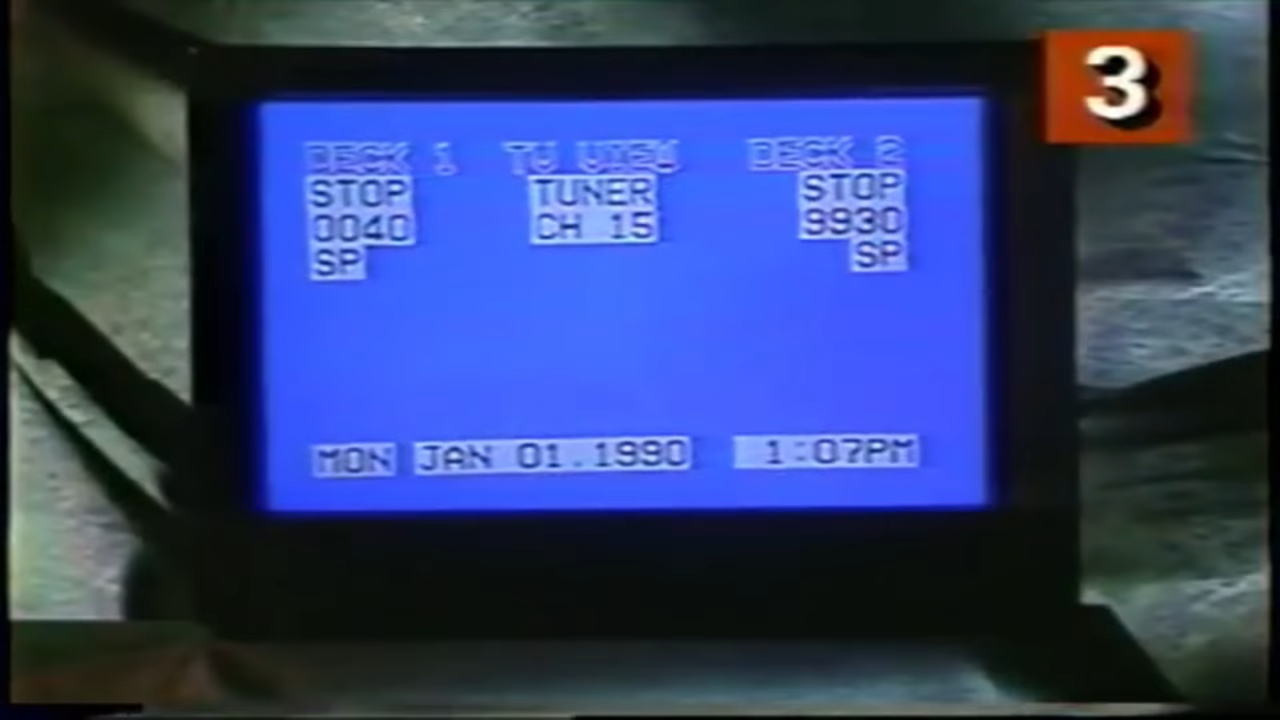 3
DECK 1 TV VIEW DECK 2
STOP TUNER STOP
0040 CH 15 9930
SP SP
MON JAN 01.1990 1:07PM